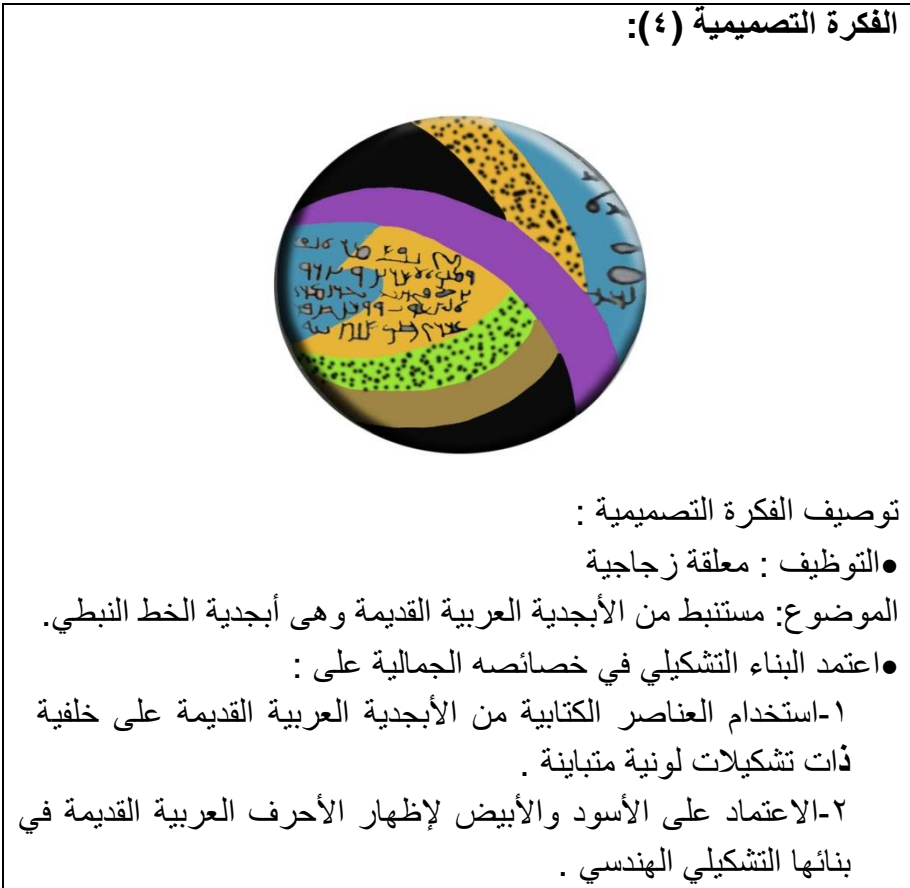 الفكرة التصميمية (٤):
توصيف الفكرة التصميمية :
●التوظيف : معلقة زجاجية
الموضوع: مستنبط من الأبجدية العربية القديمة وهى أبجدية الخط النبطي.
●اعتمد البناء التشكيلي في خصائصه الجمالية على :
١-استخدام العناصر الكتابية من الأبجدية العربية القديمة على خلفية
ذات تشكيلات لونية متباينة .
٢-الاعتماد على الأسود والأبيض لإظهار الأحرف العربية القديمة في
بنائها التشكيلي الهندسي .